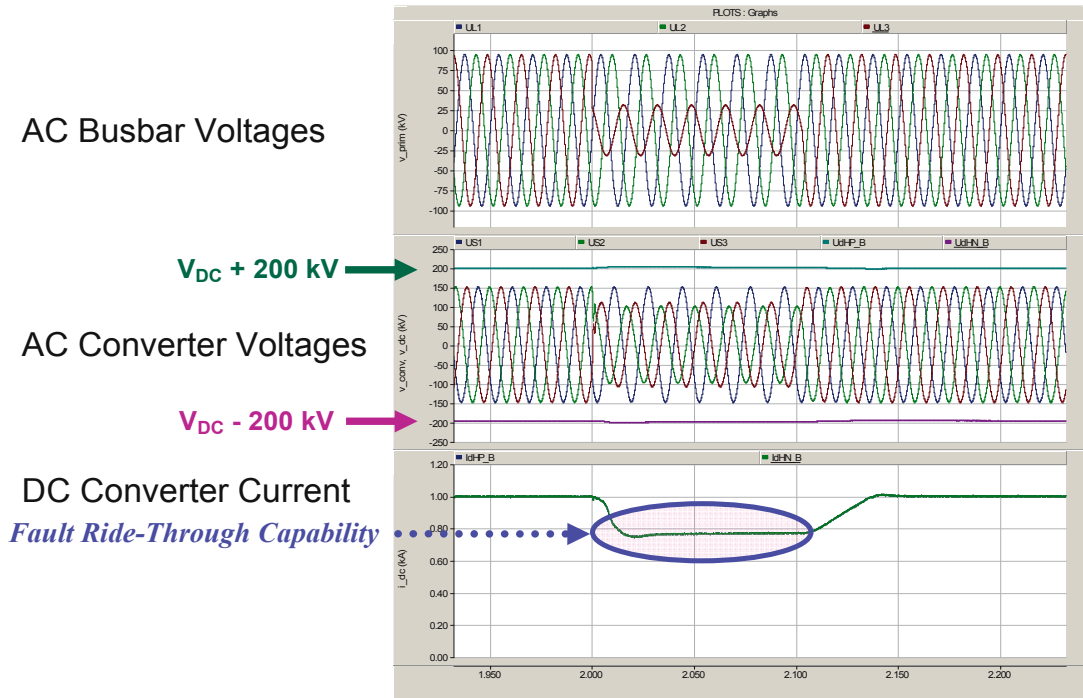 PLOTS : Graphs
UL1 UL2 UL3
AC Busbar Voltages
v_prim (kV)
100
75
50
25
0
-25
-50
-75
-100
US1 US2 US3 UdHP_B UdHN_B
V_DC + 200 kV
AC Converter Voltages
V_DC - 200 kV
v_conv, v_dc (kV)
250
200
150
100
50
0
-50
-100
-150
-200
-250
IdHP_B IdHN_B
DC Converter Current
Fault Ride-Through Capability
i_dc (kA)
1.20
1.00
0.80
0.60
0.40
0.20
0.00
1.950 2.000 2.050 2.100 2.150 2.200